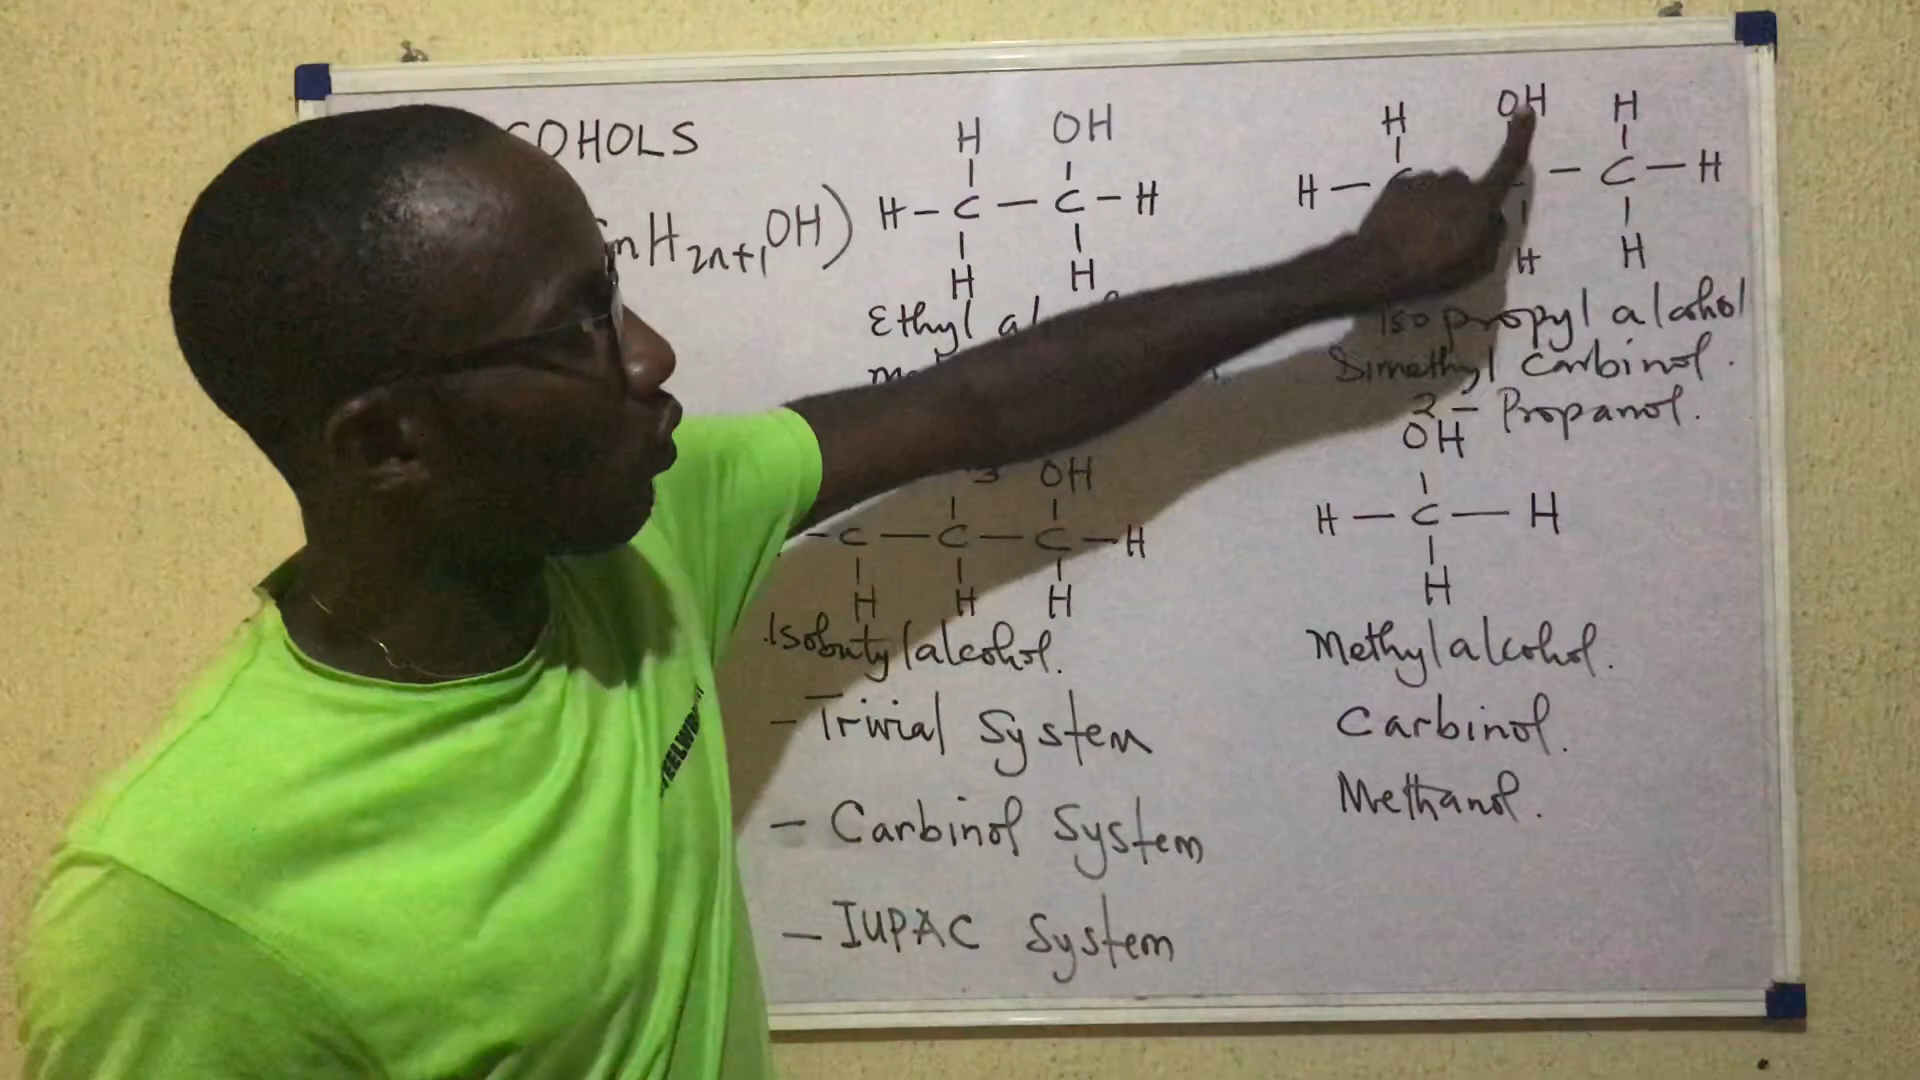 COHOLS
nH2n+1OH)
H OH
H–C—C–H
H H
Ethyl
H OH H
H—C — C—H
H H
Isopropyl alcohol
Dimethyl Carbinol.
2-Propanol.
3 OH
–C—C—C—H
H H H
Isobutyl alcohol.
OH
H—C—H
H
Methyl alcohol.
Carbinol.
Methanol.
– Trivial System
– Carbinol System
– IUPAC System